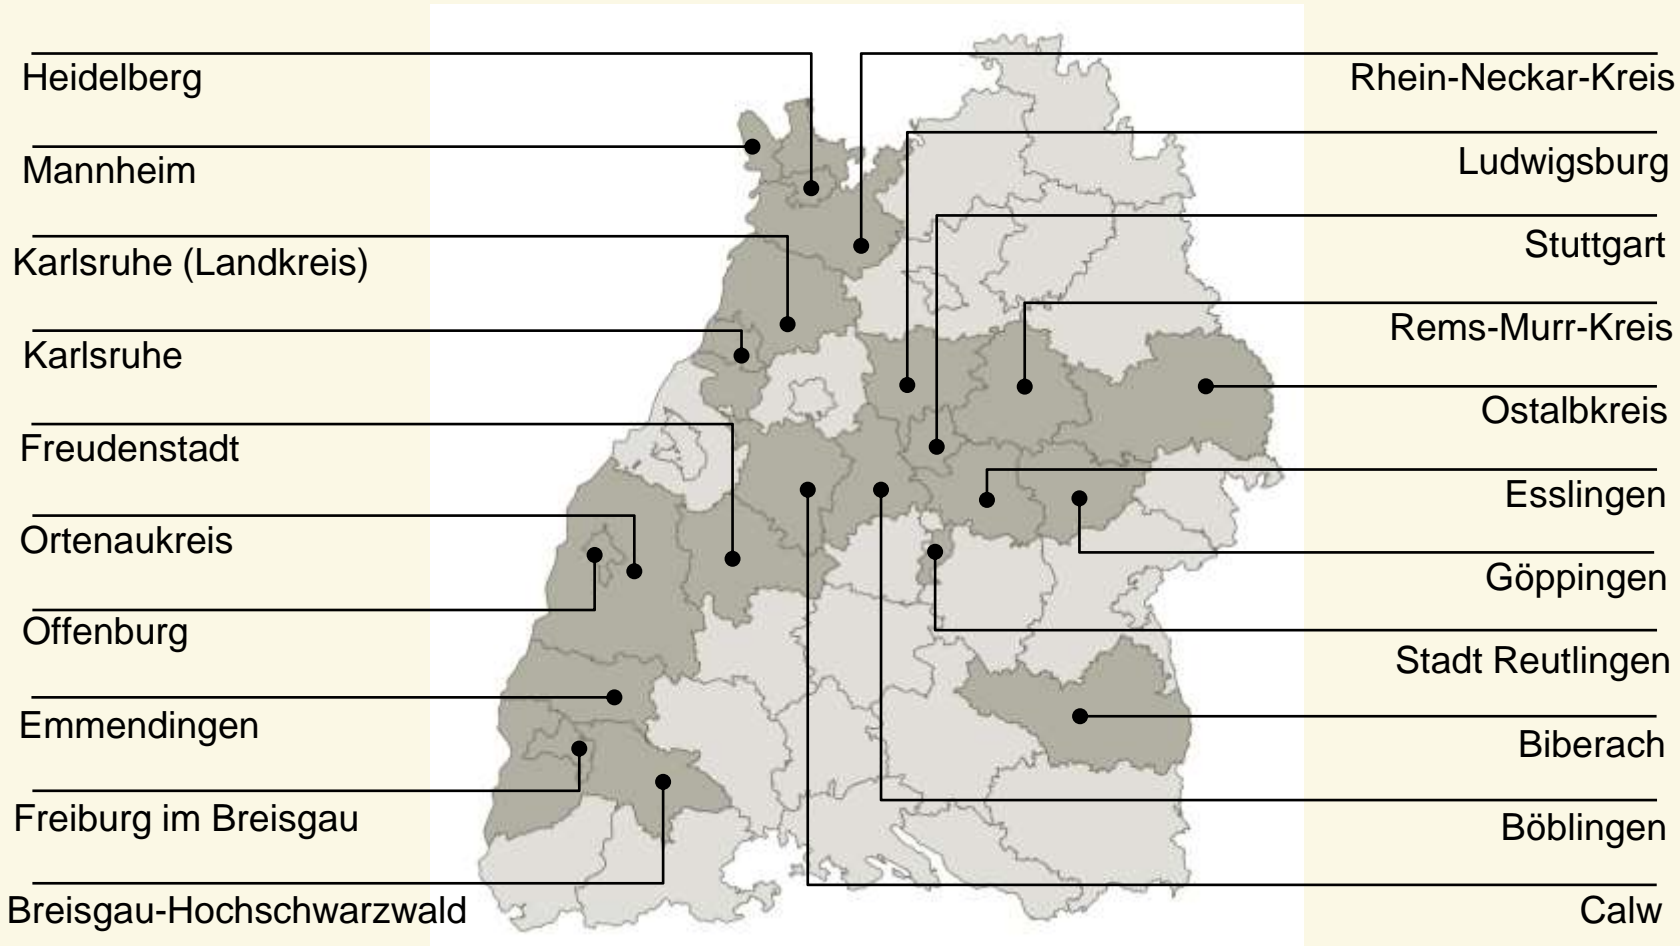 Heidelberg
Mannheim
Karlsruhe (Landkreis)
Karlsruhe
Freudenstadt
Ortenaukreis
Offenburg
Emmendingen
Freiburg im Breisgau
Breisgau-Hochschwarzwald
Rhein-Neckar-Kreis
Ludwigsburg
Stuttgart
Rems-Murr-Kreis
Ostalbkreis
Esslingen
Göppingen
Stadt Reutlingen
Biberach
Böblingen
Calw